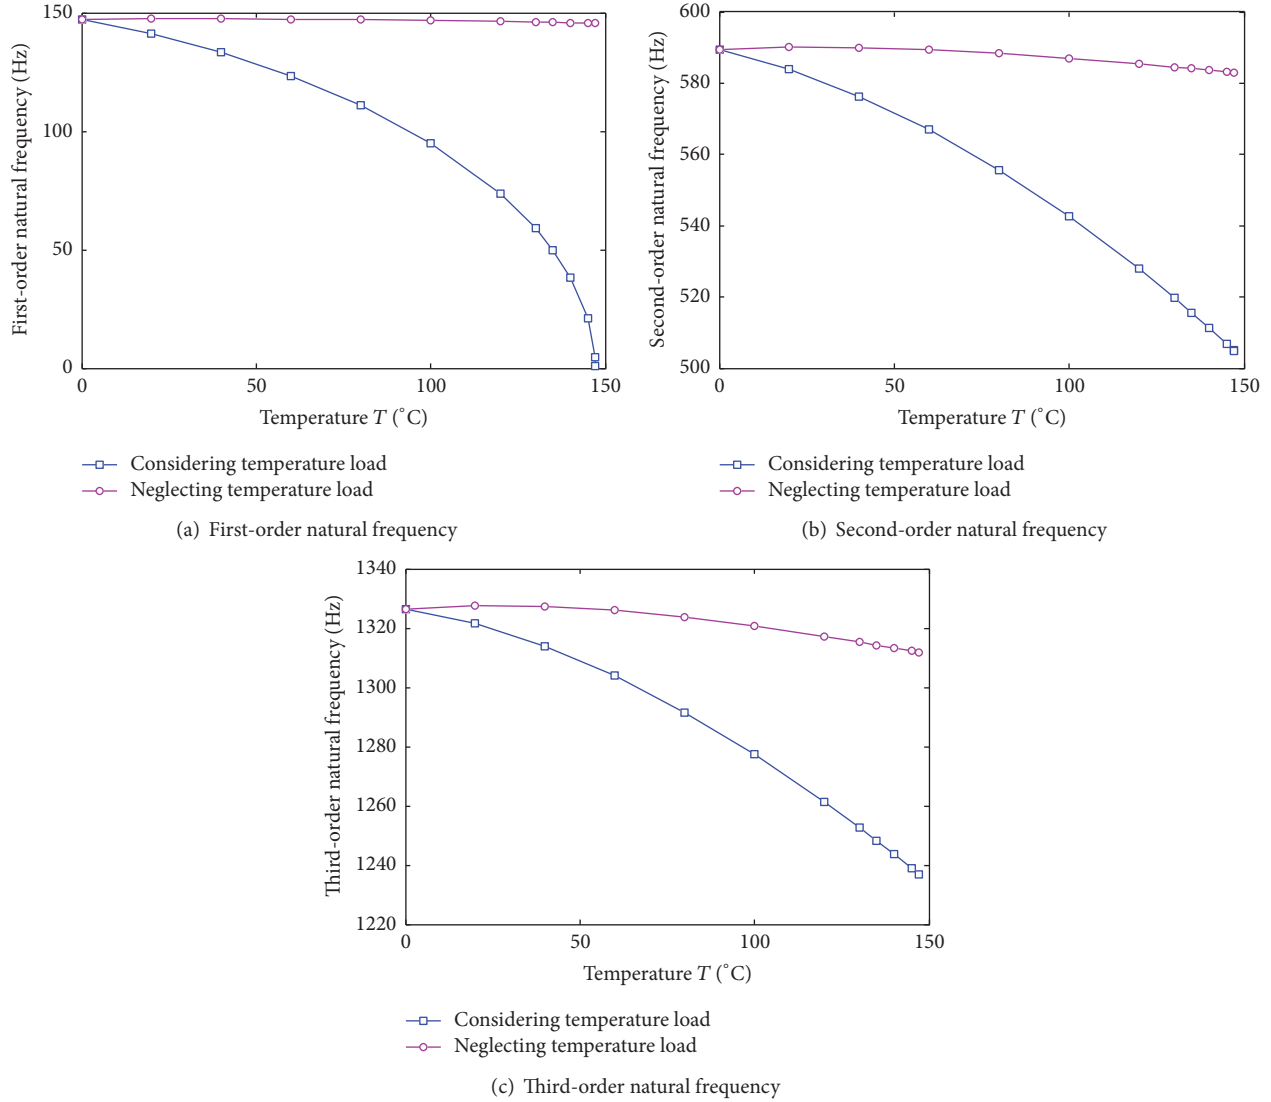 First-order natural frequency (Hz)
150
100
50
0
0
50
100
150
Temperature T (°C)
Considering temperature load
Neglecting temperature load
(a) First-order natural frequency
Second-order natural frequency (Hz)
600
580
560
540
520
500
0
50
100
150
Temperature T (°C)
Considering temperature load
Neglecting temperature load
(b) Second-order natural frequency
Third-order natural frequency (Hz)
1340
1320
1300
1280
1260
1240
1220
0
50
100
150
Temperature T (°C)
Considering temperature load
Neglecting temperature load
(c) Third-order natural frequency